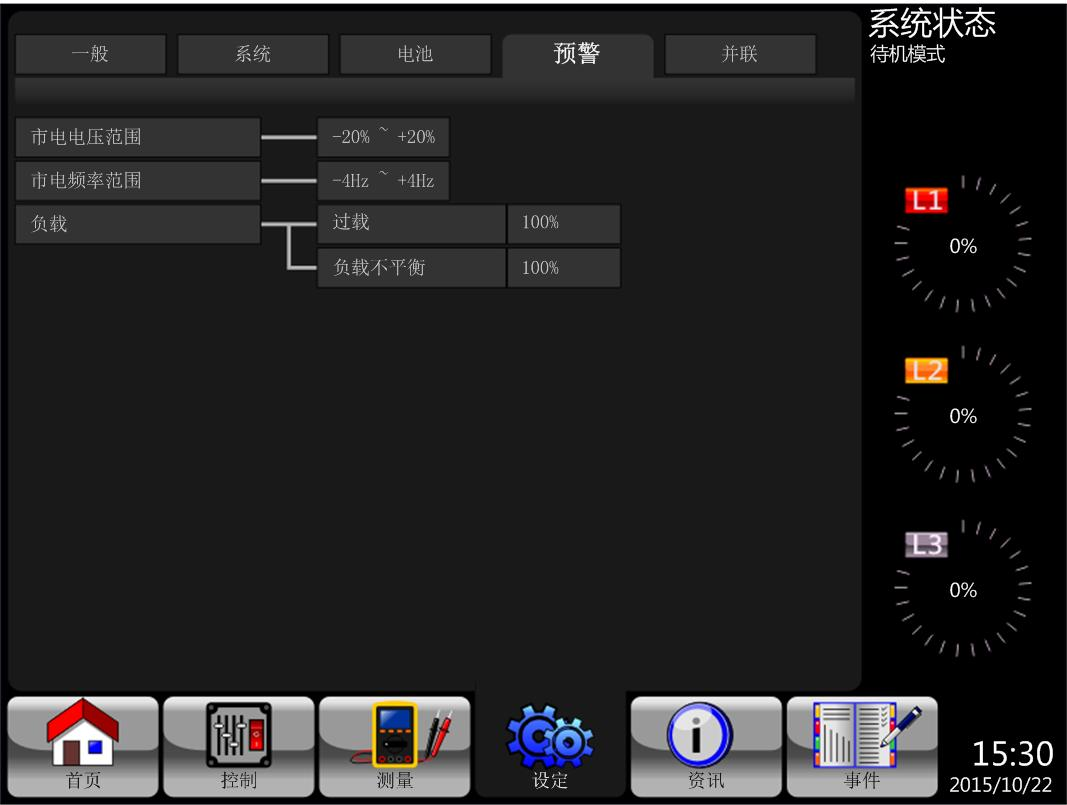 系统状态
待机模式
一般
系统
电池
预警
并联
市电电压范围
-20% ~ +20%
市电频率范围
-4Hz ~ +4Hz
负载
过载
100%
负载不平衡
100%
L1
0%
L2
0%
L3
0%
首页
控制
测量
设定
资讯
事件
15:30
2015/10/22